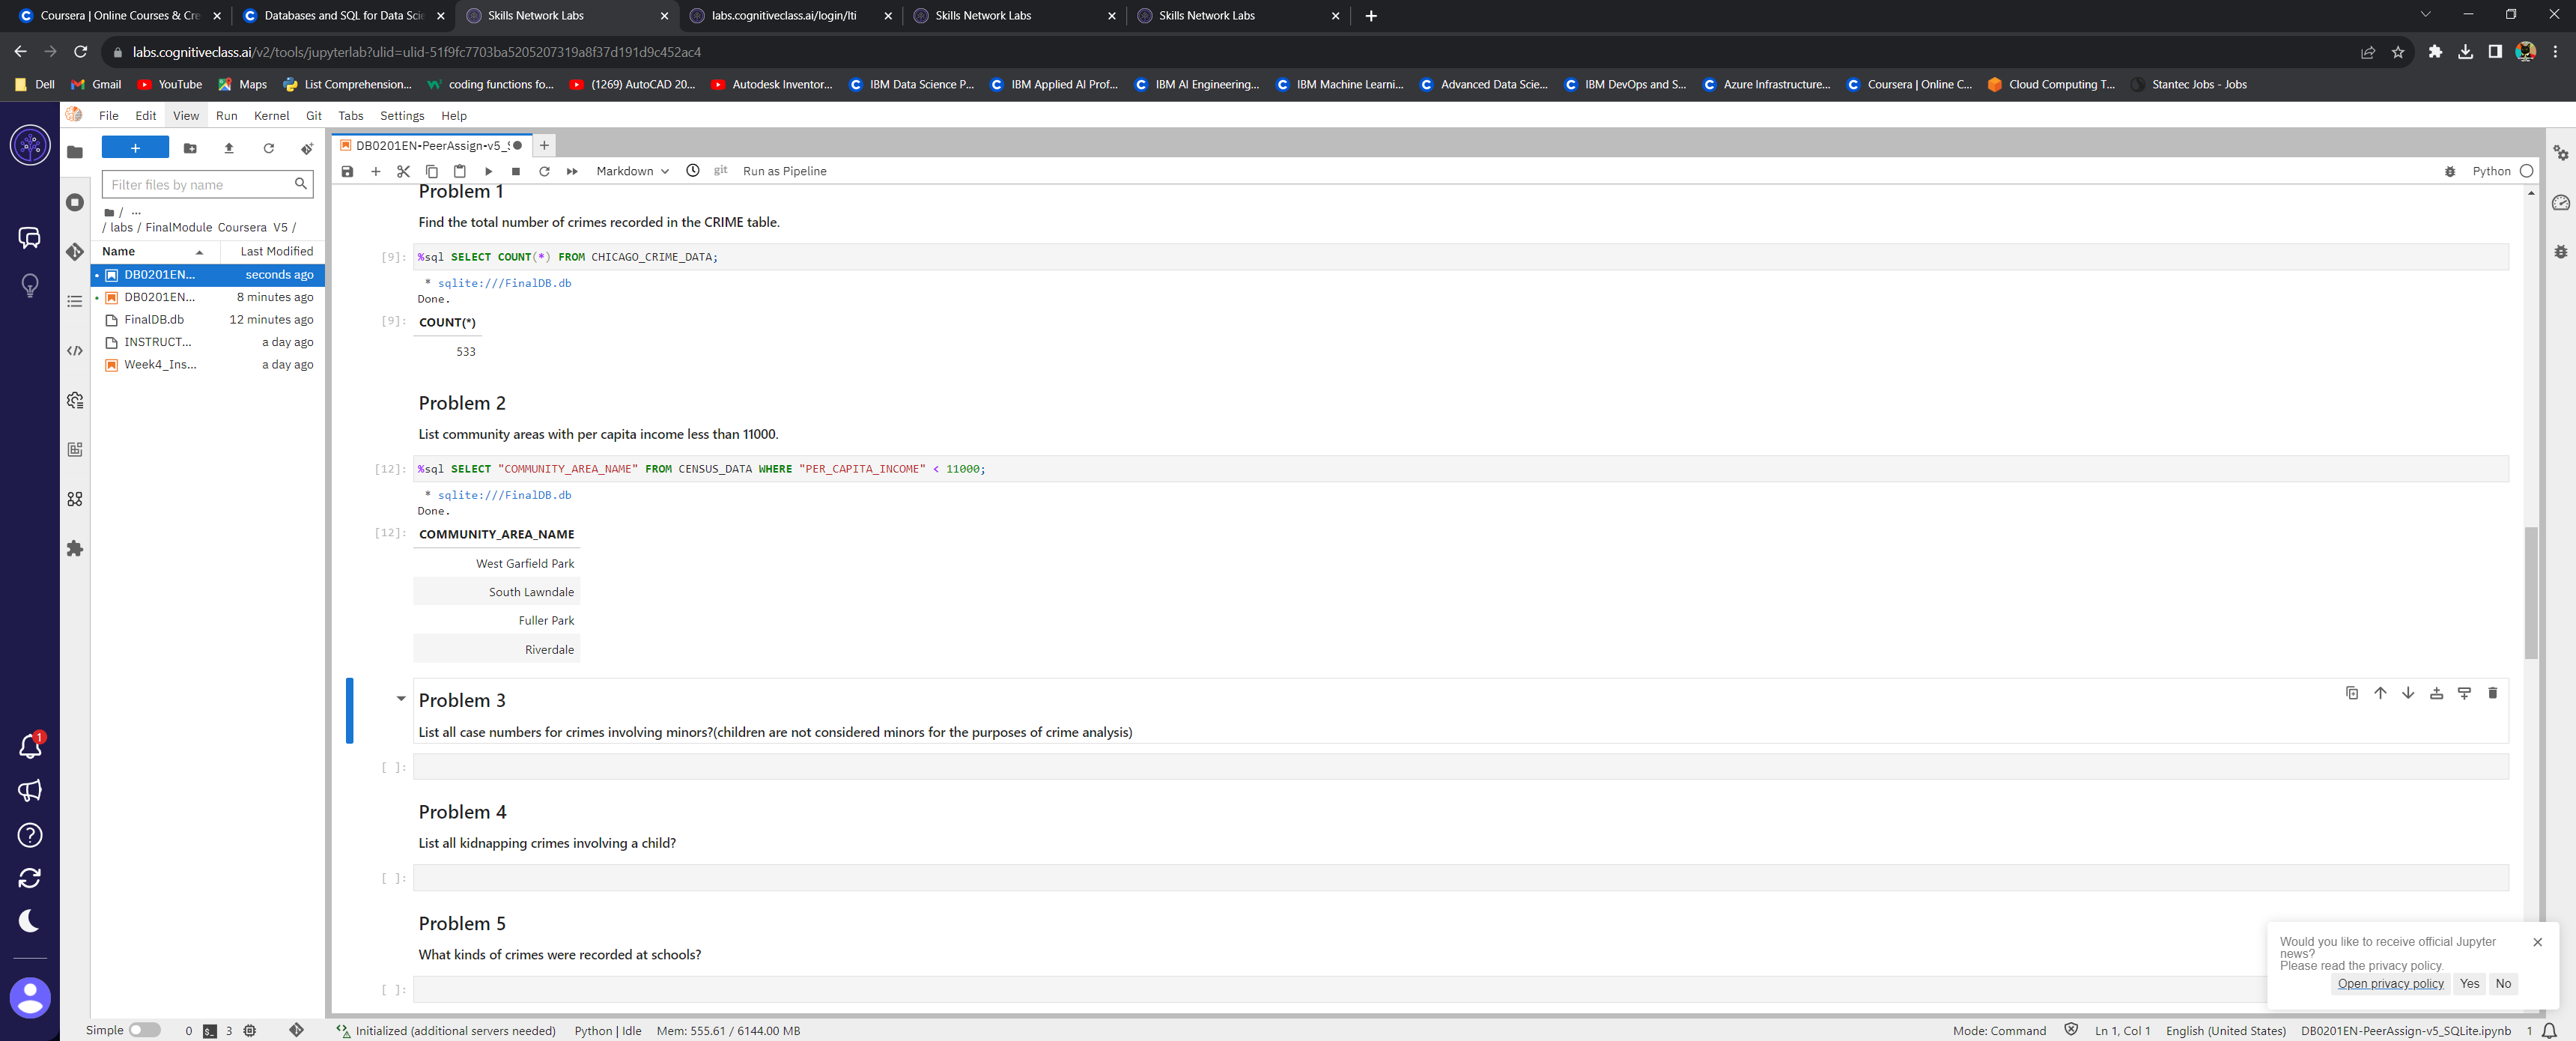 Coursera | Online Courses & Cre
Databases and SQL for Data Scie
Skills Network Labs
labs.cognitiveclass.ai/login/lti
Skills Network Labs
Skills Network Labs
labs.cognitiveclass.ai/v2/tools/jupyterlab?ulid=ulid-51f9fc7703ba5205207319a8f37d191d9c452ac4
Dell
Gmail
YouTube
Maps
List Comprehension...
coding functions fo...
(1269) AutoCAD 20...
Autodesk Inventor...
IBM Data Science P...
IBM Applied AI Prof...
IBM AI Engineering...
IBM Machine Learni...
Advanced Data Scie...
IBM DevOps and S...
Azure Infrastructure...
Coursera | Online C...
Cloud Computing T...
Stantec Jobs - Jobs
File Edit View Run Kernel Git Tabs Settings Help
DB0201EN-PeerAssign-v5_S
Filter files by name
/ ...
/ labs / FinalModule Coursera V5 /
Name Last Modified
DB0201EN... seconds ago
DB0201EN... 8 minutes ago
FinalDB.db 12 minutes ago
INSTRUCT... a day ago
Week4_Ins... a day ago
Markdown git Run as Pipeline Python
Problem 1
Find the total number of crimes recorded in the CRIME table.
[9]: %sql SELECT COUNT(*) FROM CHICAGO_CRIME_DATA;
* sqlite:///FinalDB.db
Done.
[9]: COUNT(*)
533
Problem 2
List community areas with per capita income less than 11000.
[12]: %sql SELECT "COMMUNITY_AREA_NAME" FROM CENSUS_DATA WHERE "PER_CAPITA_INCOME" < 11000;
* sqlite:///FinalDB.db
Done.
[12]: COMMUNITY_AREA_NAME
West Garfield Park
South Lawndale
Fuller Park
Riverdale
Problem 3
List all case numbers for crimes involving minors?(children are not considered minors for the purposes of crime analysis)
[ ]:
Problem 4
List all kidnapping crimes involving a child?
[ ]:
Problem 5
What kinds of crimes were recorded at schools?
[ ]:
1
Would you like to receive official Jupyter
news?
Please read the privacy policy.
Open privacy policy Yes No
Simple 0 $_ 3 Initialized (additional servers needed) Python | Idle Mem: 555.61 / 6144.00 MB Mode: Command Ln 1, Col 1 English (United States) DB0201EN-PeerAssign-v5_SQLite.ipynb 1